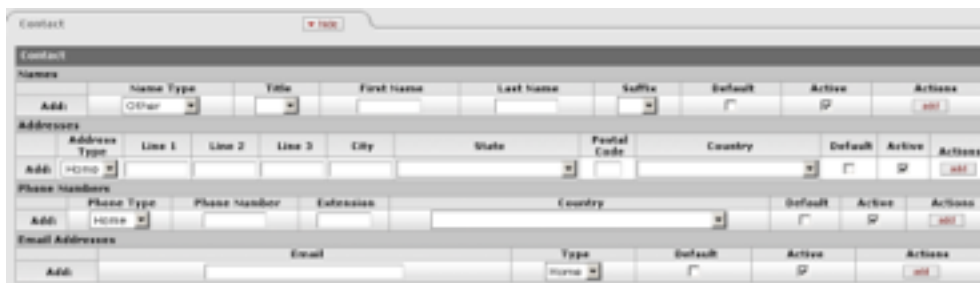 Contact hide
Contact
Names
Name Type Title First Name Last Name Suffix Default Active Actions
Add: Other add
Addresses
Address Type Line 1 Line 2 Line 3 City State Postal Code Country Default Active Actions
Add: Home add
Phone Numbers
Phone Type Phone Number Extension Country Default Active Actions
Add: Home add
Email Addresses
Email Type Default Active Actions
Add: Home add